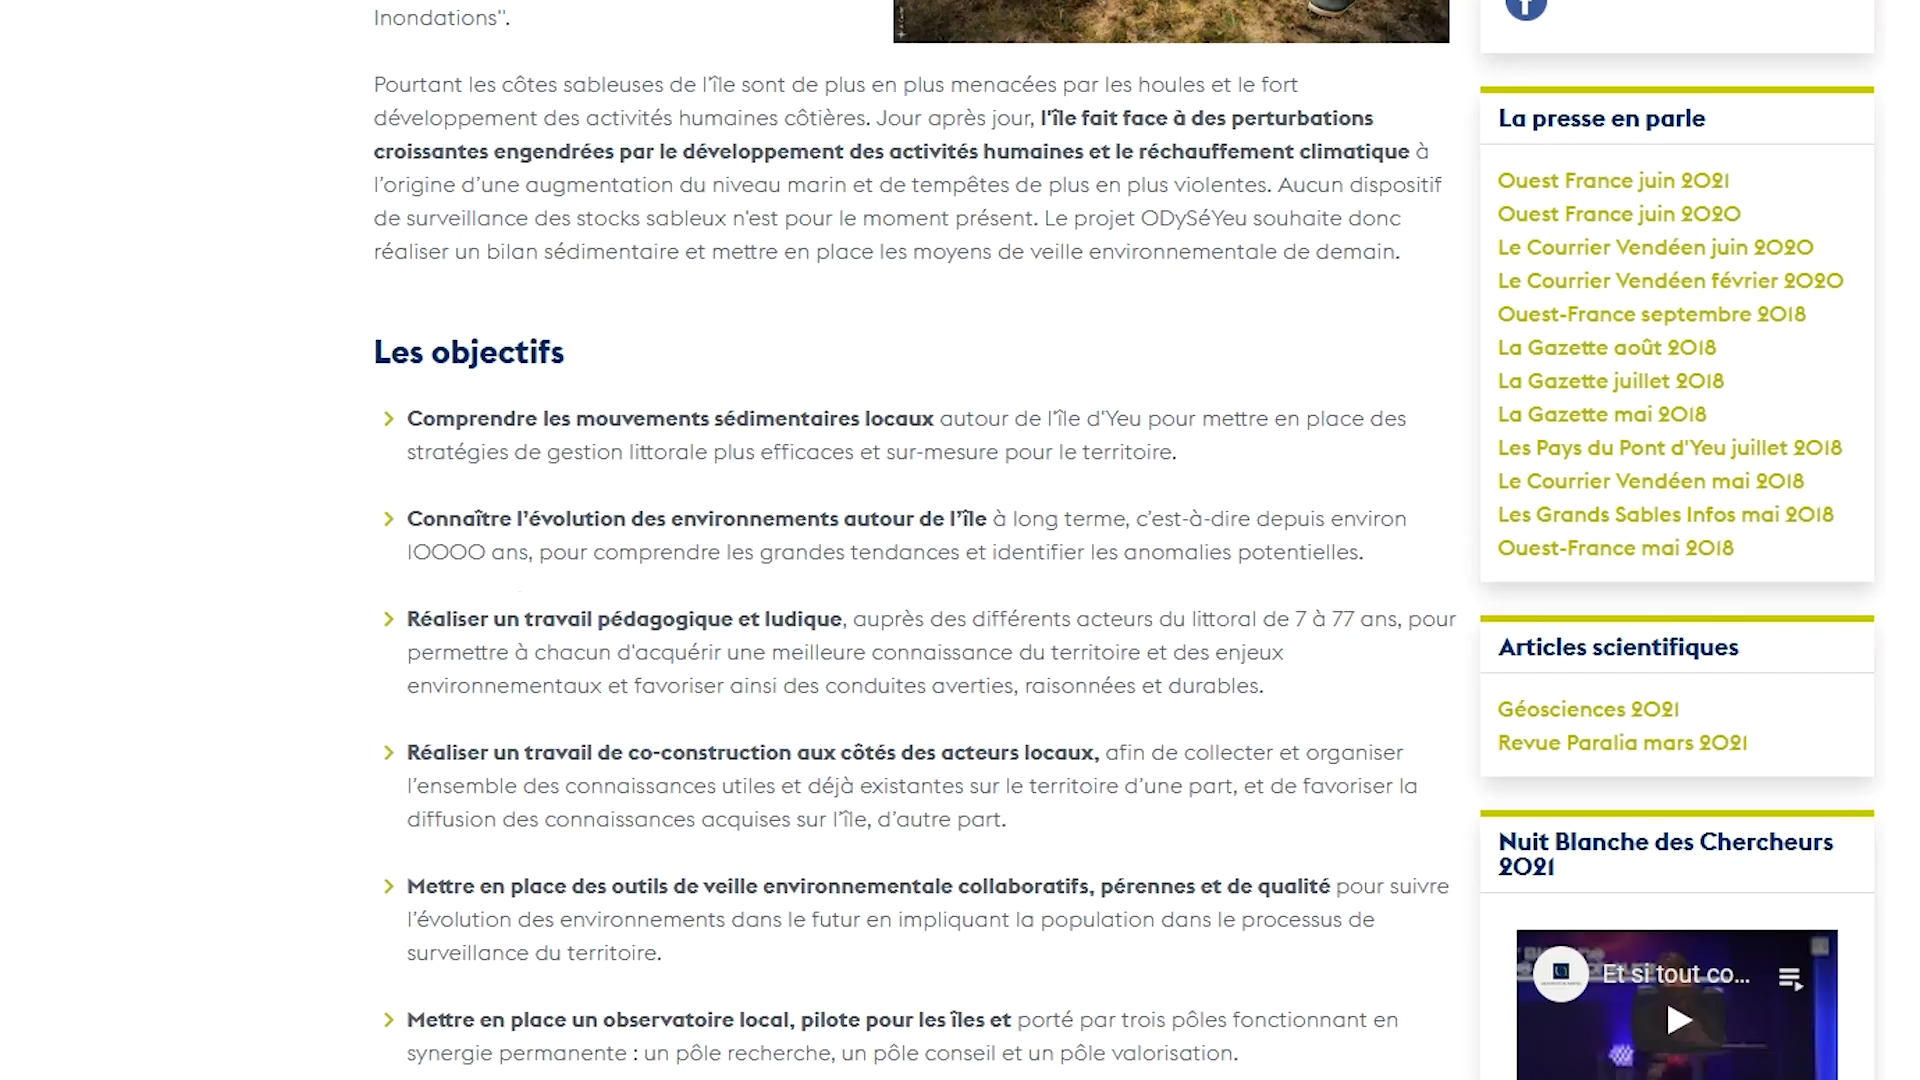 Inondations".
Pourtant les côtes sableuses de l'île sont de plus en plus menacées par les houles et le fort
développement des activités humaines côtières. Jour après jour, l'île fait face à des perturbations
croissantes engendrées par le développement des activités humaines et le réchauffement climatique à
l'origine d'une augmentation du niveau marin et de tempêtes de plus en plus violentes. Aucun dispositif
de surveillance des stocks sableux n'est pour le moment présent. Le projet ODySéYeu souhaite donc
réaliser un bilan sédimentaire et mettre en place les moyens de veille environnementale de demain.
Les objectifs
Comprendre les mouvements sédimentaires locaux autour de l'île d'Yeu pour mettre en place des
stratégies de gestion littorale plus efficaces et sur-mesure pour le territoire.
Connaître l'évolution des environnements autour de l'île à long terme, c'est-à-dire depuis environ
10000 ans, pour comprendre les grandes tendances et identifier les anomalies potentielles.
Réaliser un travail pédagogique et ludique, auprès des différents acteurs du littoral de 7 à 77 ans, pour
permettre à chacun d'acquérir une meilleure connaissance du territoire et des enjeux
environnementaux et favoriser ainsi des conduites averties, raisonnées et durables.
Réaliser un travail de co-construction aux côtés des acteurs locaux, afin de collecter et organiser
l'ensemble des connaissances utiles et déjà existantes sur le territoire d'une part, et de favoriser la
diffusion des connaissances acquises sur l'île, d'autre part.
Mettre en place des outils de veille environnementale collaboratifs, pérennes et de qualité pour suivre
l'évolution des environnements dans le futur en impliquant la population dans le processus de
surveillance du territoire.
Mettre en place un observatoire local, pilote pour les îles et porté par trois pôles fonctionnant en
synergie permanente : un pôle recherche, un pôle conseil et un pôle valorisation.
La presse en parle
Ouest France juin 2021
Ouest France juin 2020
Le Courrier Vendéen juin 2020
Le Courrier Vendéen février 2020
Ouest-France septembre 2018
La Gazette août 2018
La Gazette juillet 2018
La Gazette mai 2018
Les Pays du Pont d'Yeu juillet 2018
Le Courrier Vendéen mai 2018
Les Grands Sables Infos mai 2018
Ouest-France mai 2018
Articles scientifiques
Géosciences 2021
Revue Paralia mars 2021
Nuit Blanche des Chercheurs
2021
Et si tout co...